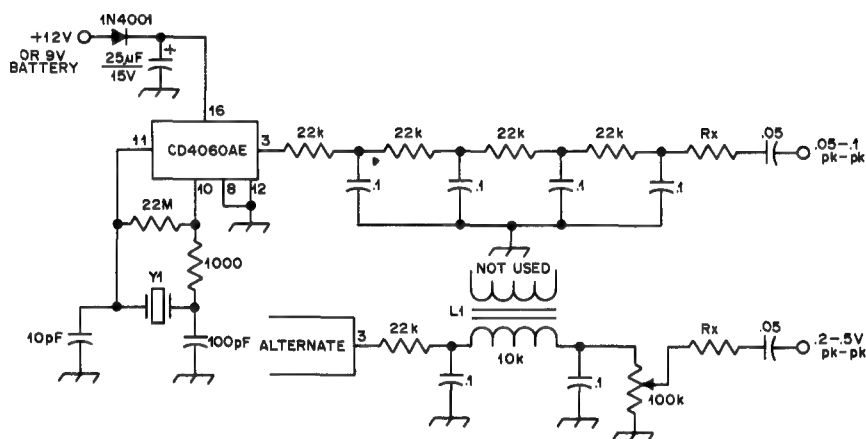 1N4001
+12V
OR 9V
BATTERY
25µF
15V
+
16
11
CD4060AE
3
22k
22k
22k
22k
Rx
.05
.05-.1
pk-pk
10
8
12
.1
.1
.1
.1
22M
1000
NOT USED
Y1
L1
10pF
100pF
ALTERNATE
3
22k
10k
Rx
.05
.2-.5V
pk-pk
.1
.1
100k